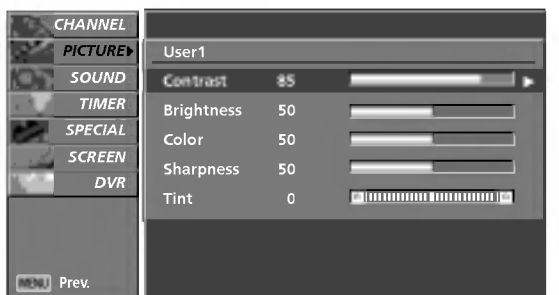 CHANNEL
PICTURE
SOUND
TIMER
SPECIAL
SCREEN
DVR
MENU Prev.
User1
Contrast 85
Brightness 50
Color 50
Sharpness 50
Tint 0